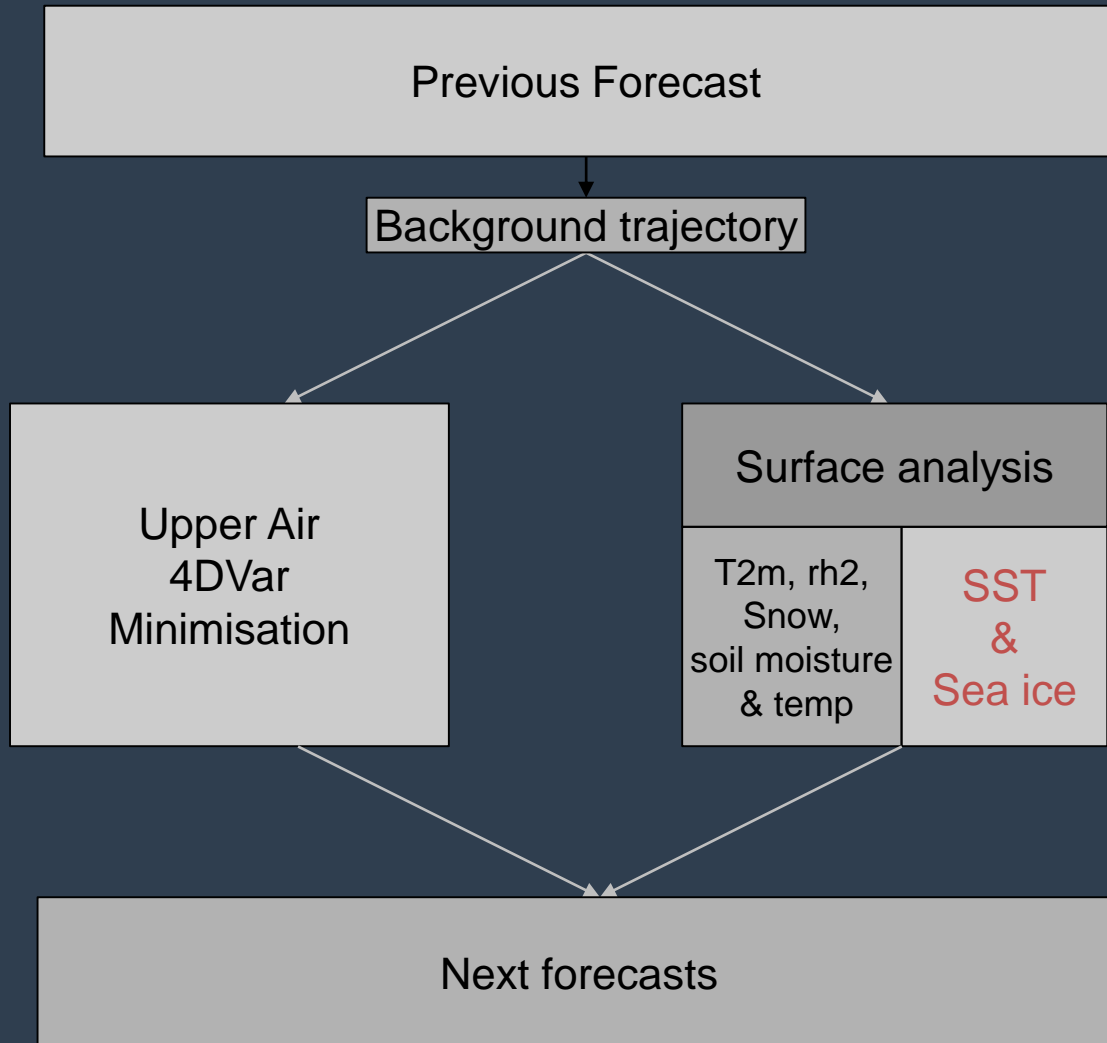 Previous Forecast
Background trajectory
Upper Air
4DVar
Minimisation
Surface analysis
T2m, rh2,
Snow,
soil moisture
& temp
SST
&
Sea ice
Next forecasts